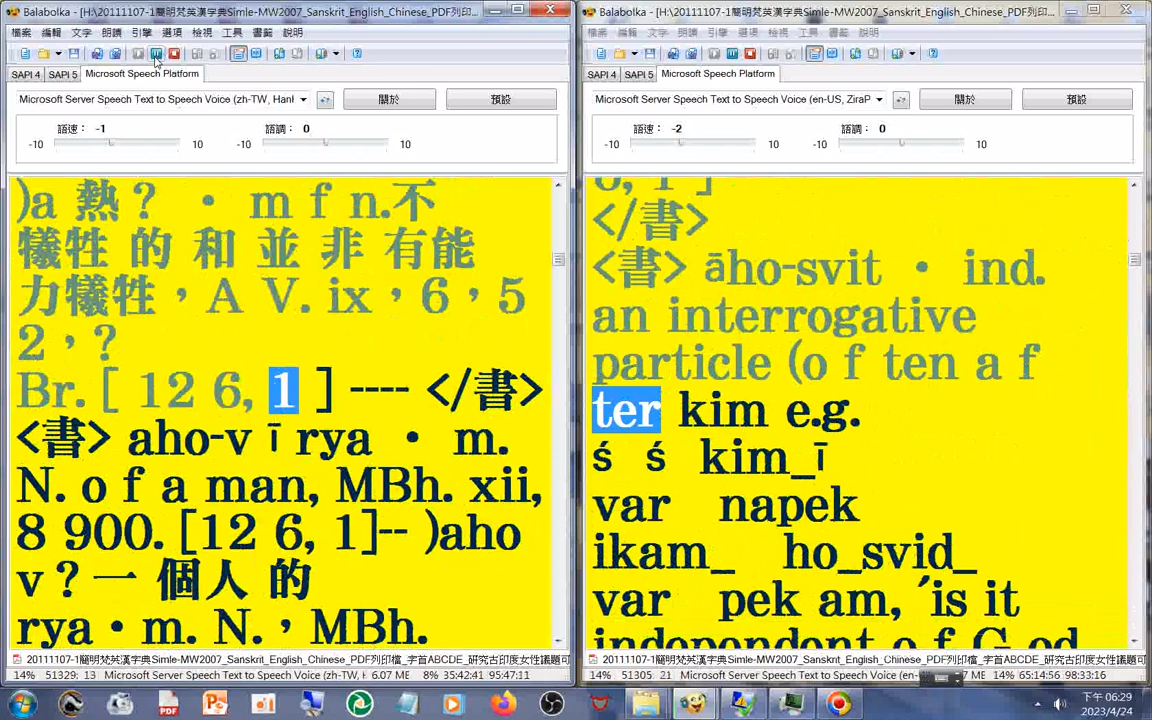 Balabolka - [H:\20111107-1簡明梵英漢字典Simle-MW2007_Sanskrit_English_Chinese_PDF列印...
檔案 編輯 文字 朗讀 引擎 選項 檢視 工具 書籤 說明
SAPI 4 SAPI 5 Microsoft Speech Platform
Microsoft Server Speech Text to Speech Voice (zh-TW, HanH
關於 預設
語速： -1 語調： 0
-10 10 -10 10
)a 熱？ • m f n.不
犧牲 的 和 並 非 有能
力犧牲，A V. ix，6，5
2，？
Br. [ 12 6, 1 ] ---- </書>
<書> aho-v ī rya • m.
N. o f a man, MBh. xii,
8 900. [12 6, 1]-- )aho
v？一 個人 的
rya • m. N.，MBh.
20111107-1簡明梵英漢字典Simle-MW2007_Sanskrit_English_Chinese_PDF列印檔_字首ABCDE_研究古印度女性議題可
14% 51329: 13 Microsoft Server Speech Text to Speech Voice (zh-TW, 6.07 MB 8% 35:42:41 95:47:11
Balabolka - [H:\20111107-1簡明梵英漢字典Simle-MW2007_Sanskrit_English_Chinese_PDF列印...
檔案 編輯 文字 朗讀 引擎 選項 檢視 工具 書籤 說明
SAPI 4 SAPI 5 Microsoft Speech Platform
Microsoft Server Speech Text to Speech Voice (en-US, ZiraP
關於 預設
語速： -2 語調： 0
-10 10 -10 10
8, 1 ]
</書>
<書> āho-svit • ind.
an interrogative
particle (o f ten a f
ter kim e.g.
ś ś kim_ī
var napek
ikam_ ho_svid_
var pek am, ´is it
independent o f G od
20111107-1簡明梵英漢字典Simle-MW2007_Sanskrit_English_Chinese_PDF列印檔_字首ABCDE_研究古印度女性議題可
14% 51305: 21 Microsoft Server Speech Text to Speech Voice 14% 65:14:56 98:33:16
下午 06:29
2023/4/24